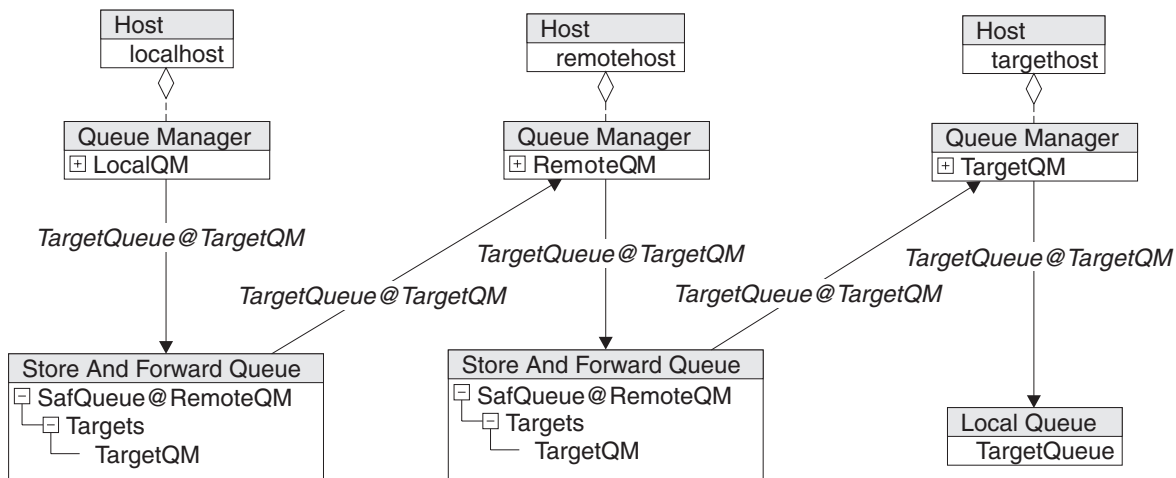 Host
localhost
Queue Manager
LocalQM
TargetQueue@TargetQM
Store And Forward Queue
SafQueue@RemoteQM
Targets
TargetQM
TargetQueue@TargetQM
Host
remotehost
Queue Manager
RemoteQM
TargetQueue@TargetQM
Store And Forward Queue
SafQueue@RemoteQM
Targets
TargetQM
TargetQueue@TargetQM
Host
targethost
Queue Manager
TargetQM
TargetQueue@TargetQM
Local Queue
TargetQueue